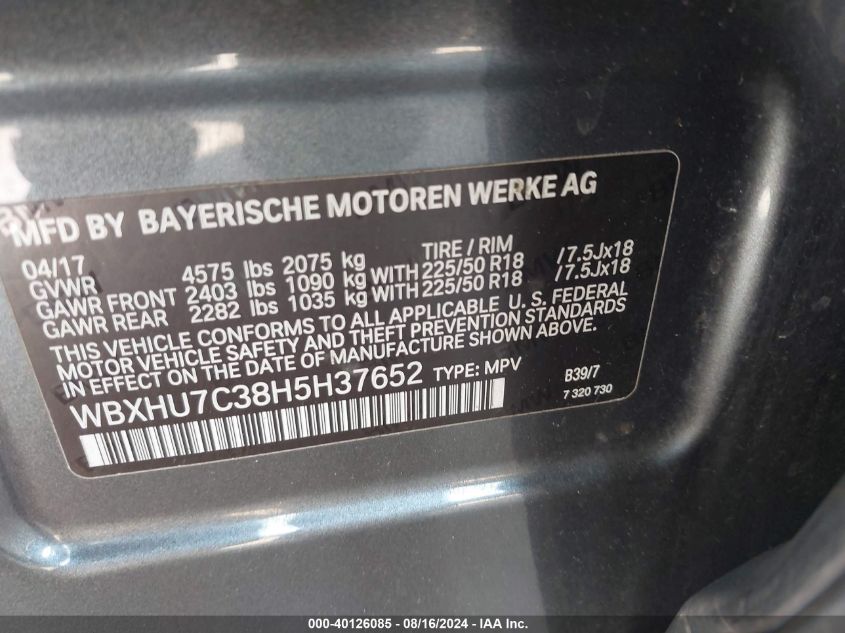 MFD BY BAYERISCHE MOTOREN WERKE AG
04/17 TIRE / RIM
GVWR 4575 lbs 2075 kg
GAWR FRONT 2403 lbs 1090 kg WITH 225/50 R18 /7.5Jx18
GAWR REAR 2282 lbs 1035 kg WITH 225/50 R18 /7.5Jx18
THIS VEHICLE CONFORMS TO ALL APPLICABLE U. S. FEDERAL
MOTOR VEHICLE SAFETY AND THEFT PREVENTION STANDARDS
IN EFFECT ON THE DATE OF MANUFACTURE SHOWN ABOVE.
WBXHU7C38H5H37652 TYPE: MPV B39/7
7 320 730
000-40126085 / 08/16/2024 - IAA Inc.